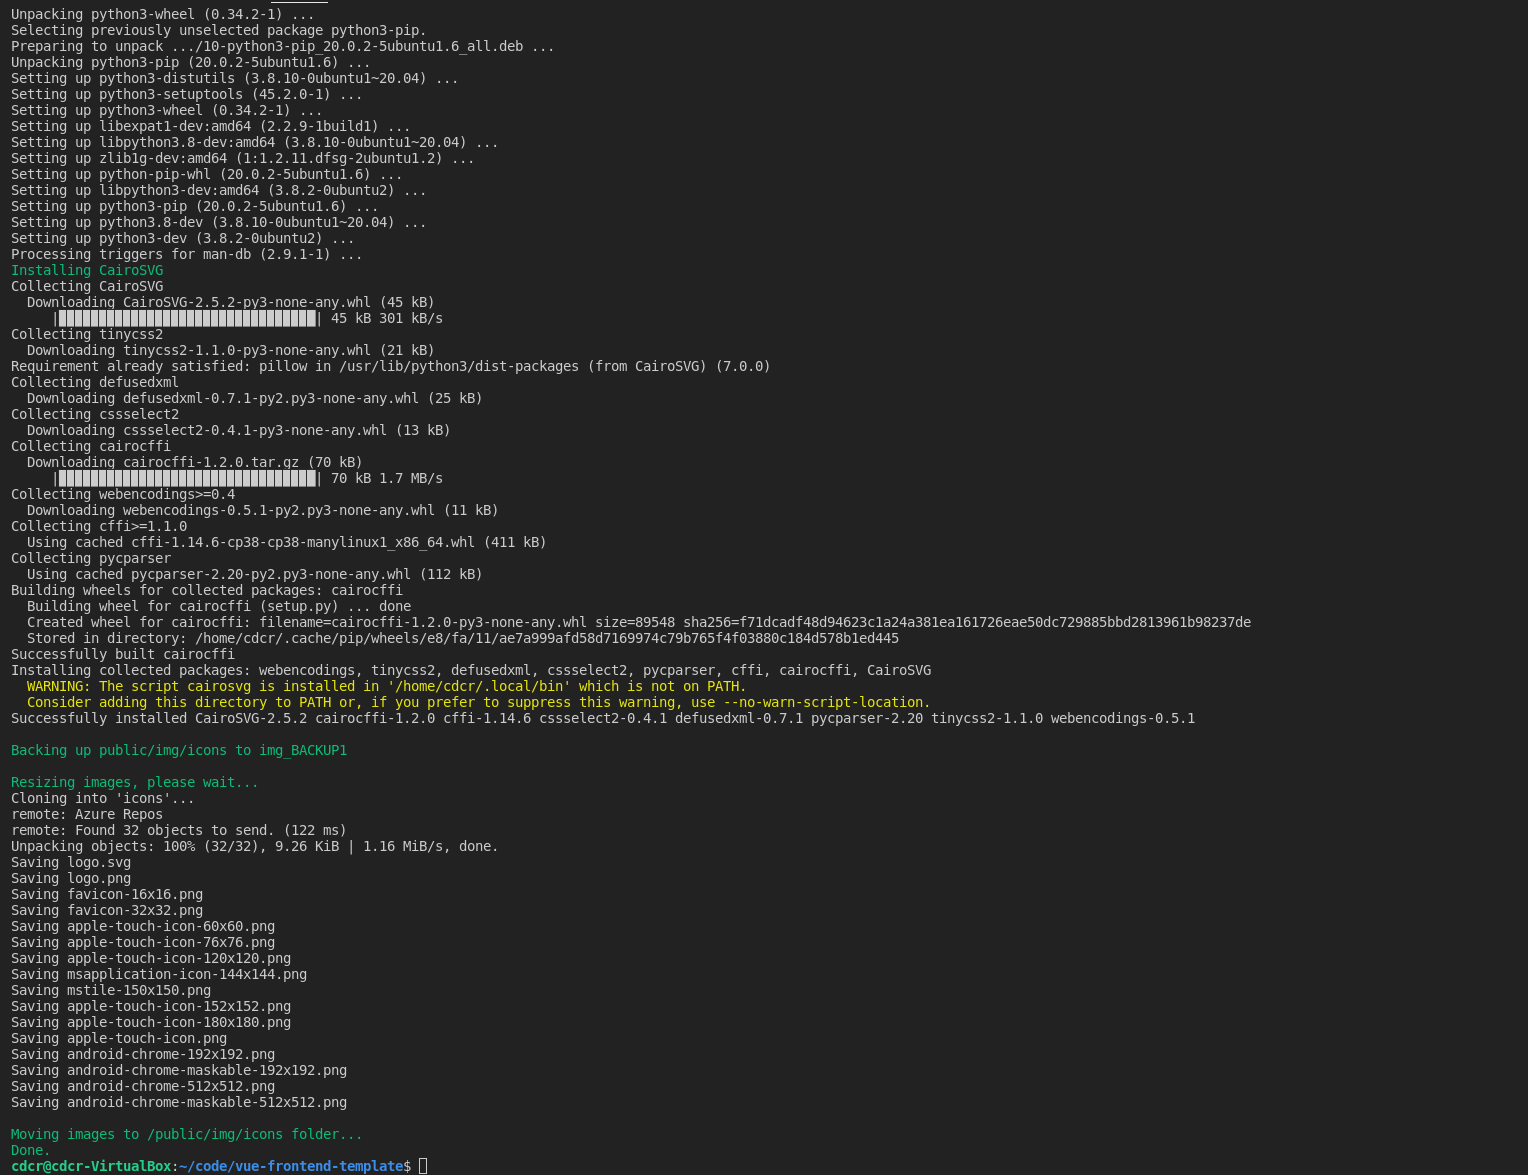 Unpacking python3-wheel (0.34.2-1) ...
Selecting previously unselected package python3-pip.
Preparing to unpack .../10-python3-pip_20.0.2-5ubuntu1.6_all.deb ...
Unpacking python3-pip (20.0.2-5ubuntu1.6) ...
Setting up python3-distutils (3.8.10-0ubuntu1~20.04) ...
Setting up python3-setuptools (45.2.0-1) ...
Setting up python3-wheel (0.34.2-1) ...
Setting up libexpat1-dev:amd64 (2.2.9-1build1) ...
Setting up libpython3.8-dev:amd64 (3.8.10-0ubuntu1~20.04) ...
Setting up zlib1g-dev:amd64 (1:1.2.11.dfsg-2ubuntu1.2) ...
Setting up python-pip-whl (20.0.2-5ubuntu1.6) ...
Setting up libpython3-dev:amd64 (3.8.2-0ubuntu2) ...
Setting up python3-pip (20.0.2-5ubuntu1.6) ...
Setting up python3.8-dev (3.8.10-0ubuntu1~20.04) ...
Setting up python3-dev (3.8.2-0ubuntu2) ...
Processing triggers for man-db (2.9.1-1) ...
Installing CairoSVG
Collecting CairoSVG
  Downloading CairoSVG-2.5.2-py3-none-any.whl (45 kB)
     |████████████████████████████████| 45 kB 301 kB/s
Collecting tinycss2
  Downloading tinycss2-1.1.0-py3-none-any.whl (21 kB)
Requirement already satisfied: pillow in /usr/lib/python3/dist-packages (from CairoSVG) (7.0.0)
Collecting defusedxml
  Downloading defusedxml-0.7.1-py2.py3-none-any.whl (25 kB)
Collecting cssselect2
  Downloading cssselect2-0.4.1-py3-none-any.whl (13 kB)
Collecting cairocffi
  Downloading cairocffi-1.2.0.tar.gz (70 kB)
     |████████████████████████████████| 70 kB 1.7 MB/s
Collecting webencodings>=0.4
  Downloading webencodings-0.5.1-py2.py3-none-any.whl (11 kB)
Collecting cffi>=1.1.0
  Using cached cffi-1.14.6-cp38-cp38-manylinux1_x86_64.whl (411 kB)
Collecting pycparser
  Using cached pycparser-2.20-py2.py3-none-any.whl (112 kB)
Building wheels for collected packages: cairocffi
  Building wheel for cairocffi (setup.py) ... done
  Created wheel for cairocffi: filename=cairocffi-1.2.0-py3-none-any.whl size=89548 sha256=f71dcadf48d94623c1a24a381ea161726eae50dc729885bbd2813961b98237de
  Stored in directory: /home/cdcr/.cache/pip/wheels/e8/fa/11/ae7a999afd58d7169974c79b765f4f03880c184d578b1ed445
Successfully built cairocffi
Installing collected packages: webencodings, tinycss2, defusedxml, cssselect2, pycparser, cffi, cairocffi, CairoSVG
  WARNING: The script cairosvg is installed in '/home/cdcr/.local/bin' which is not on PATH.
  Consider adding this directory to PATH or, if you prefer to suppress this warning, use --no-warn-script-location.
Successfully installed CairoSVG-2.5.2 cairocffi-1.2.0 cffi-1.14.6 cssselect2-0.4.1 defusedxml-0.7.1 pycparser-2.20 tinycss2-1.1.0 webencodings-0.5.1

Backing up public/img/icons to img_BACKUP1

Resizing images, please wait...
Cloning into 'icons'...
remote: Azure Repos
remote: Found 32 objects to send. (122 ms)
Unpacking objects: 100% (32/32), 9.26 KiB | 1.16 MiB/s, done.
Saving logo.svg
Saving logo.png
Saving favicon-16x16.png
Saving favicon-32x32.png
Saving apple-touch-icon-60x60.png
Saving apple-touch-icon-76x76.png
Saving apple-touch-icon-120x120.png
Saving msapplication-icon-144x144.png
Saving mstile-150x150.png
Saving apple-touch-icon-152x152.png
Saving apple-touch-icon-180x180.png
Saving apple-touch-icon.png
Saving android-chrome-192x192.png
Saving android-chrome-maskable-192x192.png
Saving android-chrome-512x512.png
Saving android-chrome-maskable-512x512.png

Moving images to /public/img/icons folder...
Done.
cdcr@cdcr-VirtualBox:~/code/vue-frontend-template$